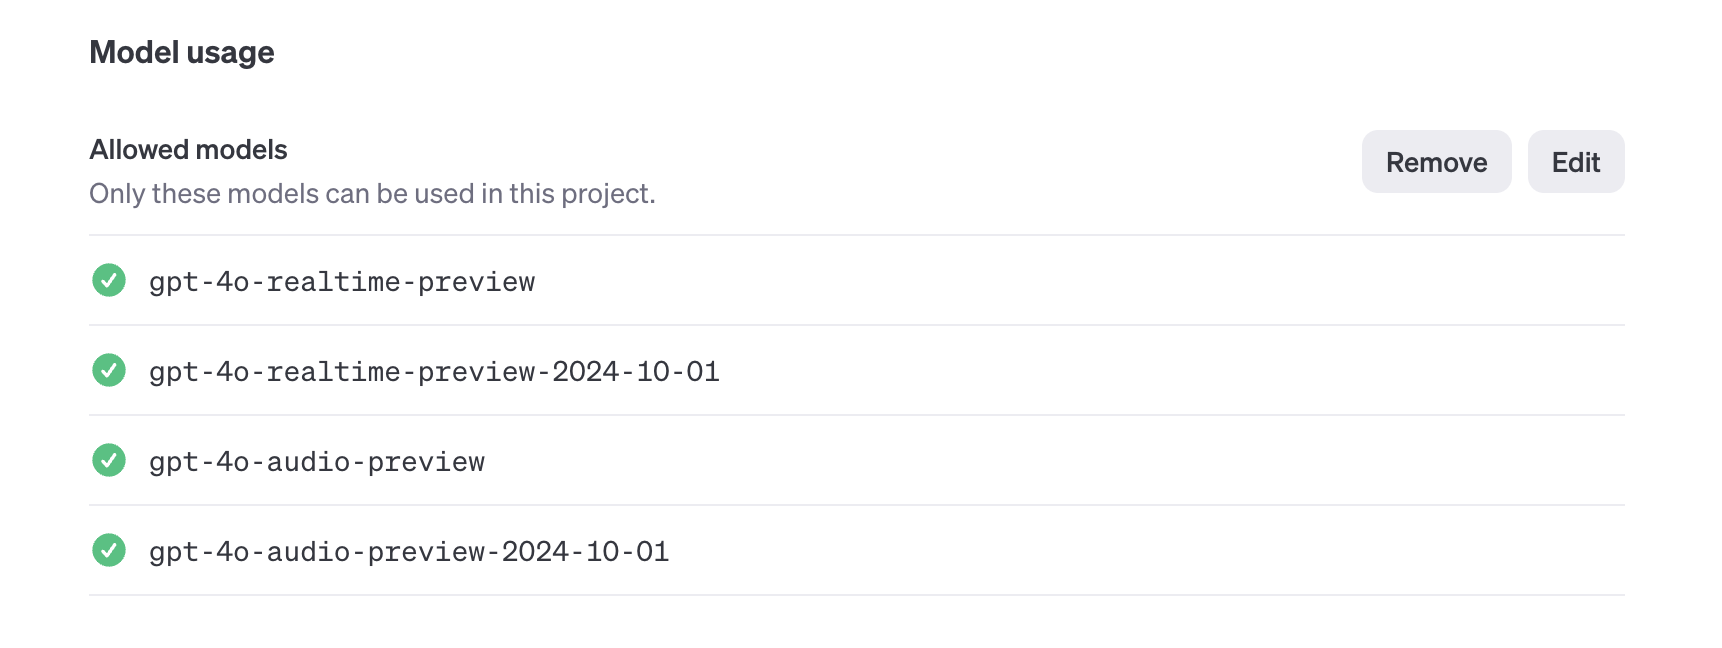 Model usage
Allowed models
Remove
Edit
Only these models can be used in this project.
gpt-4o-realtime-preview
gpt-4o-realtime-preview-2024-10-01
gpt-4o-audio-preview
gpt-4o-audio-preview-2024-10-01